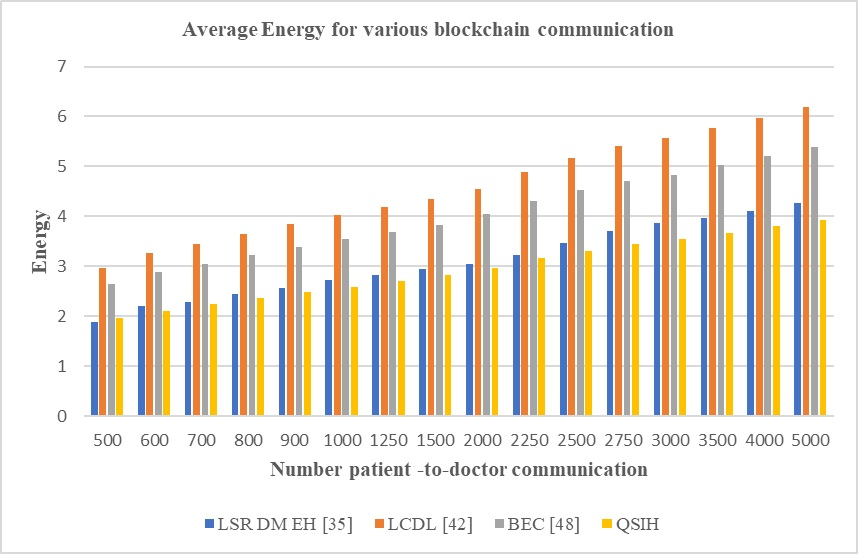 Average Energy for various blockchain communication
7
6
5
4
3
2
1
0
Energy
500 600 700 800 900 1000 1250 1500 2000 2250 2500 2750 3000 3500 4000 5000
Number patient -to-doctor communication
LSR DM EH [35] LCDL [42] BEC [48] QSIH